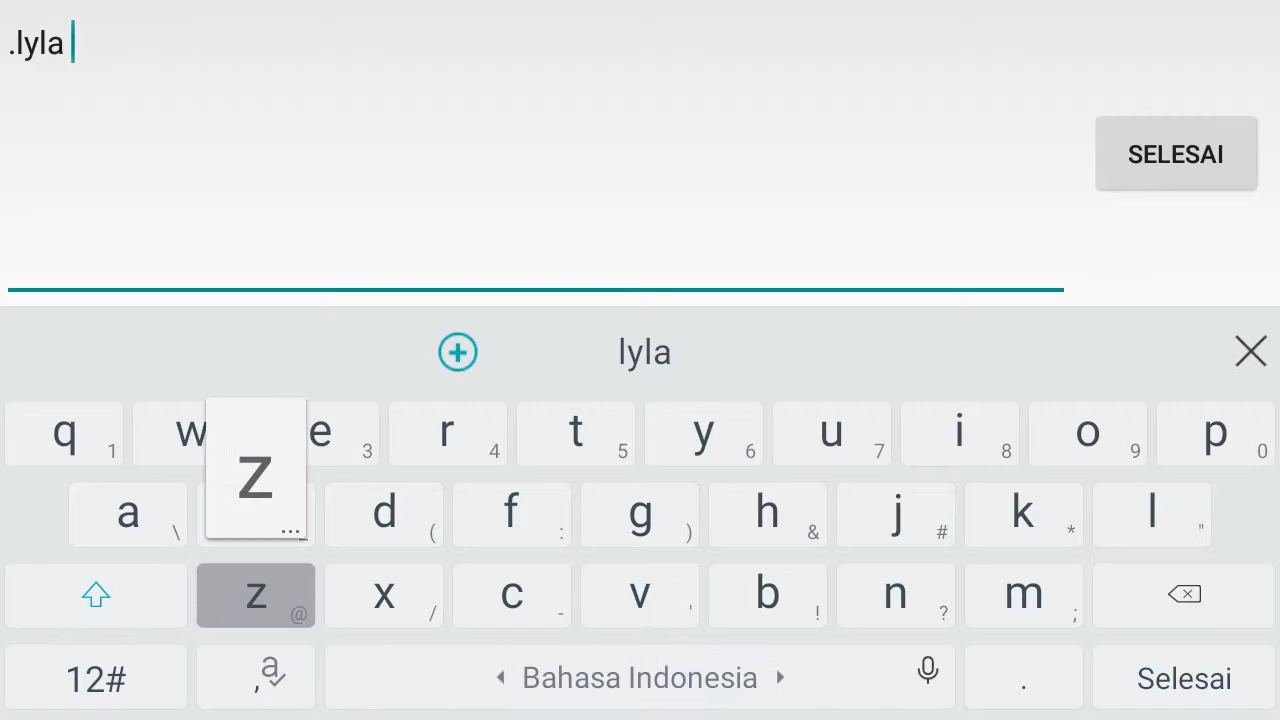 .lyla
SELESAI
lyla
q 1 w e 3 r 4 t 5 y 6 u 7 i 8 o 9 p 0
z ...
a \ d ( f : g ) h & j # k * l "
z @ x / c - v ' b ! n ? m ;
12# , a Bahasa Indonesia . Selesai